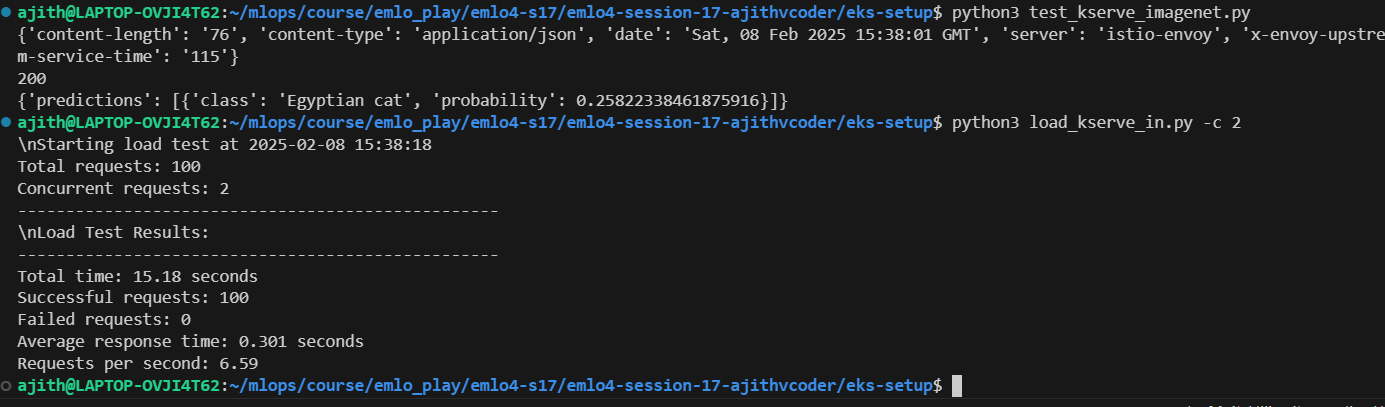 ajith@LAPTOP-OVJI4T62:~/mlops/course/emlo_play/emlo4-s17/emlo4-session-17-ajithvcoder/eks-setup$ python3 test_kserve_imagenet.py
{'content-length': '76', 'content-type': 'application/json', 'date': 'Sat, 08 Feb 2025 15:38:01 GMT', 'server': 'istio-envoy', 'x-envoy-upstrea
m-service-time': '115'}
200
{'predictions': [{'class': 'Egyptian cat', 'probability': 0.25822338461875916}]}
ajith@LAPTOP-OVJI4T62:~/mlops/course/emlo_play/emlo4-s17/emlo4-session-17-ajithvcoder/eks-setup$ python3 load_kserve_in.py -c 2
\nStarting load test at 2025-02-08 15:38:18
Total requests: 100
Concurrent requests: 2
--------------------------------------------------
\nLoad Test Results:
--------------------------------------------------
Total time: 15.18 seconds
Successful requests: 100
Failed requests: 0
Average response time: 0.301 seconds
Requests per second: 6.59
ajith@LAPTOP-OVJI4T62:~/mlops/course/emlo_play/emlo4-s17/emlo4-session-17-ajithvcoder/eks-setup$